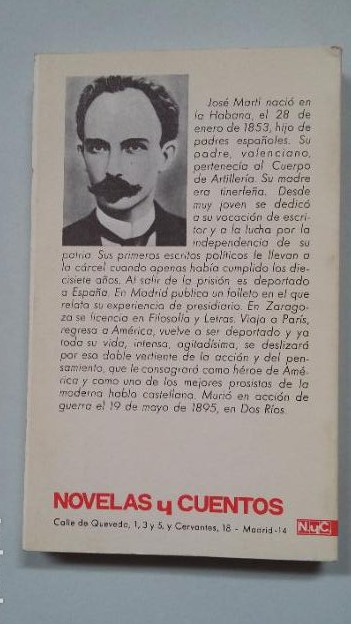 José Martí nació en
la Habana, el 28 de
enero de 1853, hijo de
padres españoles. Su
padre, valenciano,
pertenecía al Cuerpo
de Artillería. Su madre
era tinerfeña. Desde
muy joven se dedicó
a su vocación de escri-
tor y a la lucha por la
independencia de su
patria. Sus primeros escritos políticos le llevan a
la cárcel cuando apenas había cumplido los die-
cisiete años. Al salir de la prisión es deportado
a España. En Madrid publica un folleto en el que
relata su experiencia de presidiario. En Zarago-
za se licencia en Filosofía y Letras. Viaja a París,
regresa a América, vuelve a ser deportado y ya
toda su vida, intensa, agitadísima, se deslizará
por esa doble vertiente de la acción y del pen-
samiento, que le consagrará como héroe de Amé-
rica y como uno de los mejores prosistas de la
moderna habla castellana. Murió en acción de
guerra el 19 de mayo de 1895, en Dos Ríos.
NOVELAS y CUENTOS
Calle de Quevedo, 1, 3 y 5, y Cervantes, 18 - Madrid-14
NyC